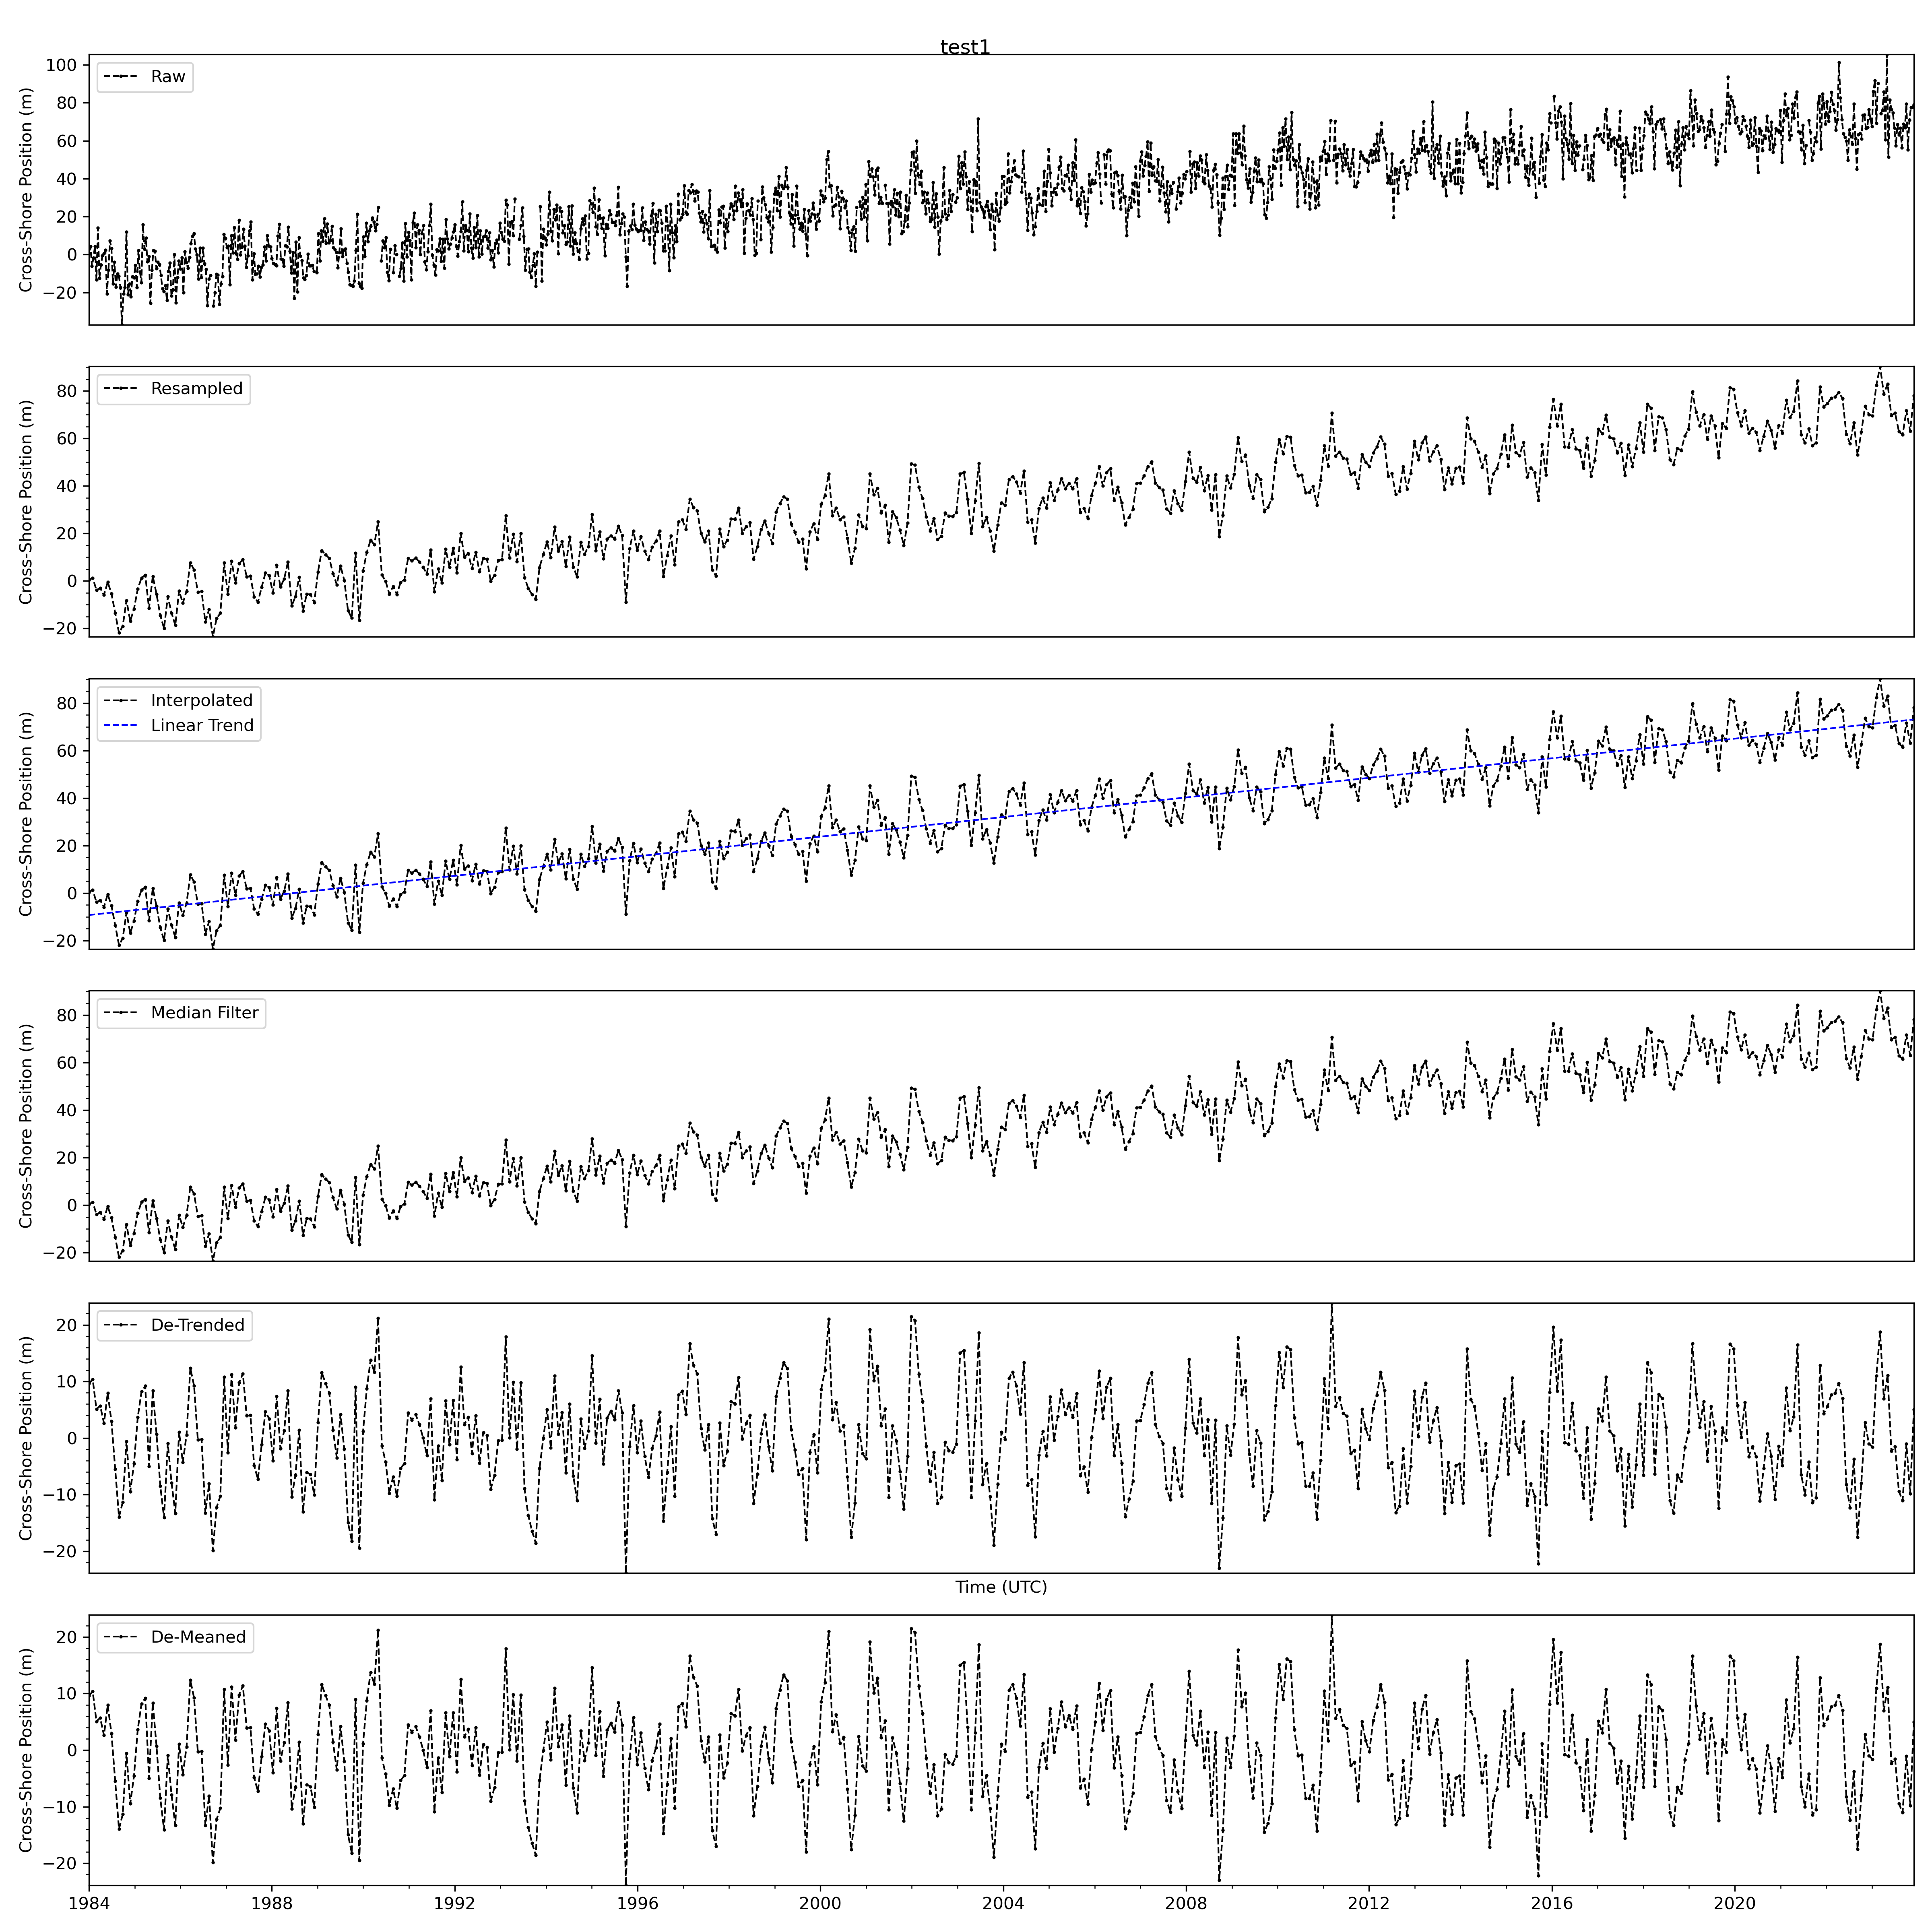 test1
Cross-Shore Position (m)
100
80
60
40
20
0
−20
Raw
Cross-Shore Position (m)
80
60
40
20
0
−20
Resampled
Cross-Shore Position (m)
80
60
40
20
0
−20
Interpolated
Linear Trend
Cross-Shore Position (m)
80
60
40
20
0
−20
Median Filter
Cross-Shore Position (m)
20
10
0
−10
−20
De-Trended
Time (UTC)
Cross-Shore Position (m)
20
10
0
−10
−20
De-Meaned
1984 1988 1992 1996 2000 2004 2008 2012 2016 2020